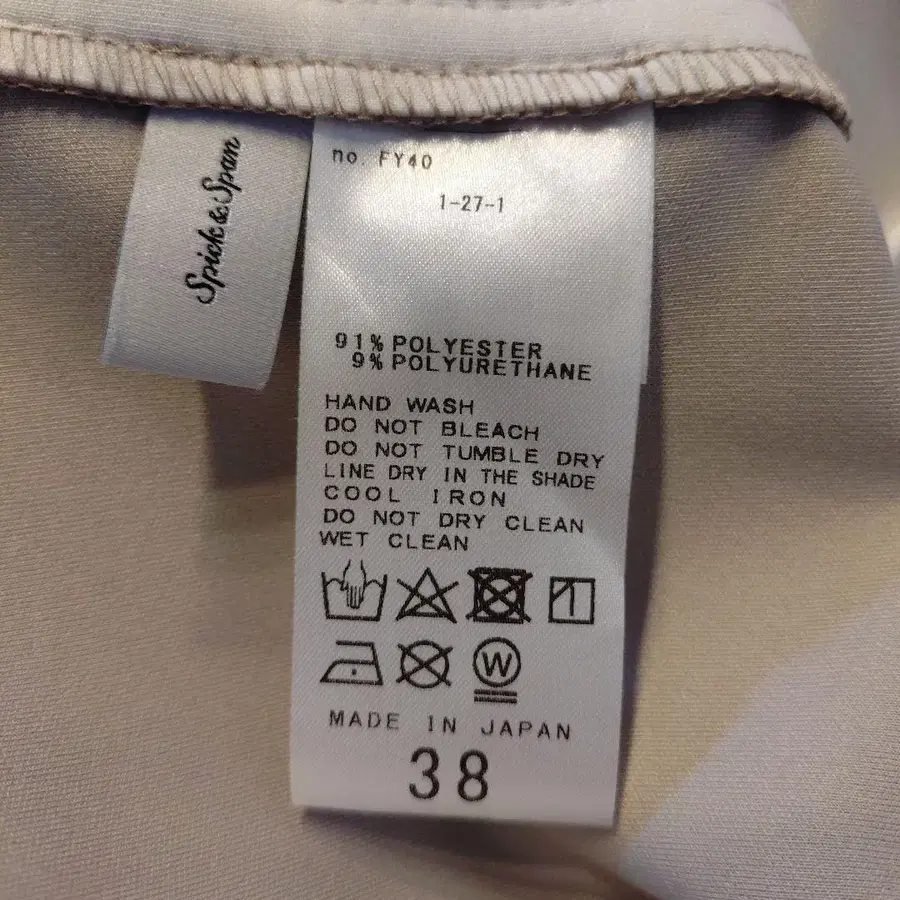 Spick & Span
no. FY40
1-27-1
91% POLYESTER
9% POLYURETHANE
HAND WASH
DO NOT BLEACH
DO NOT TUMBLE DRY
LINE DRY IN THE SHADE
COOL IRON
DO NOT DRY CLEAN
WET CLEAN
W
MADE IN JAPAN
38